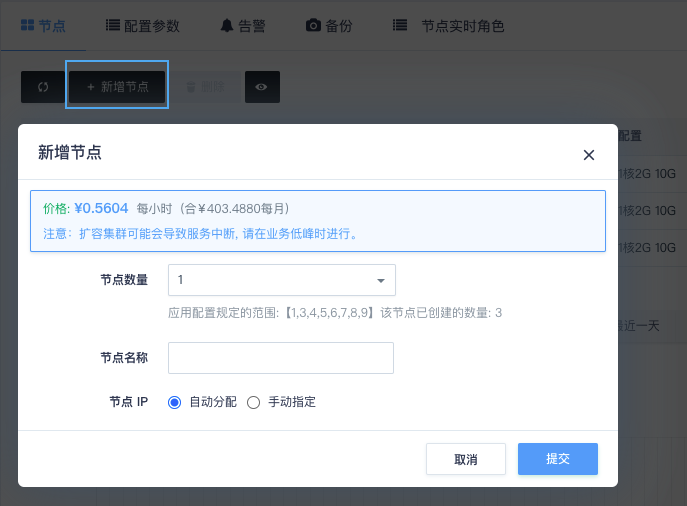 节点
配置参数
告警
备份
节点实时角色
+ 新增节点
删除
配置
新增节点
价格: ¥0.5604 每小时（合￥403.4880每月）
注意：扩容集群可能会导致服务中断, 请在业务低峰时进行。
节点数量
1
应用配置规定的范围:【1,3,4,5,6,7,8,9】该节点已创建的数量: 3
节点名称
节点 IP
自动分配
手动指定
取消
提交
核2G 10G
核2G 10G
核2G 10G
最近一天